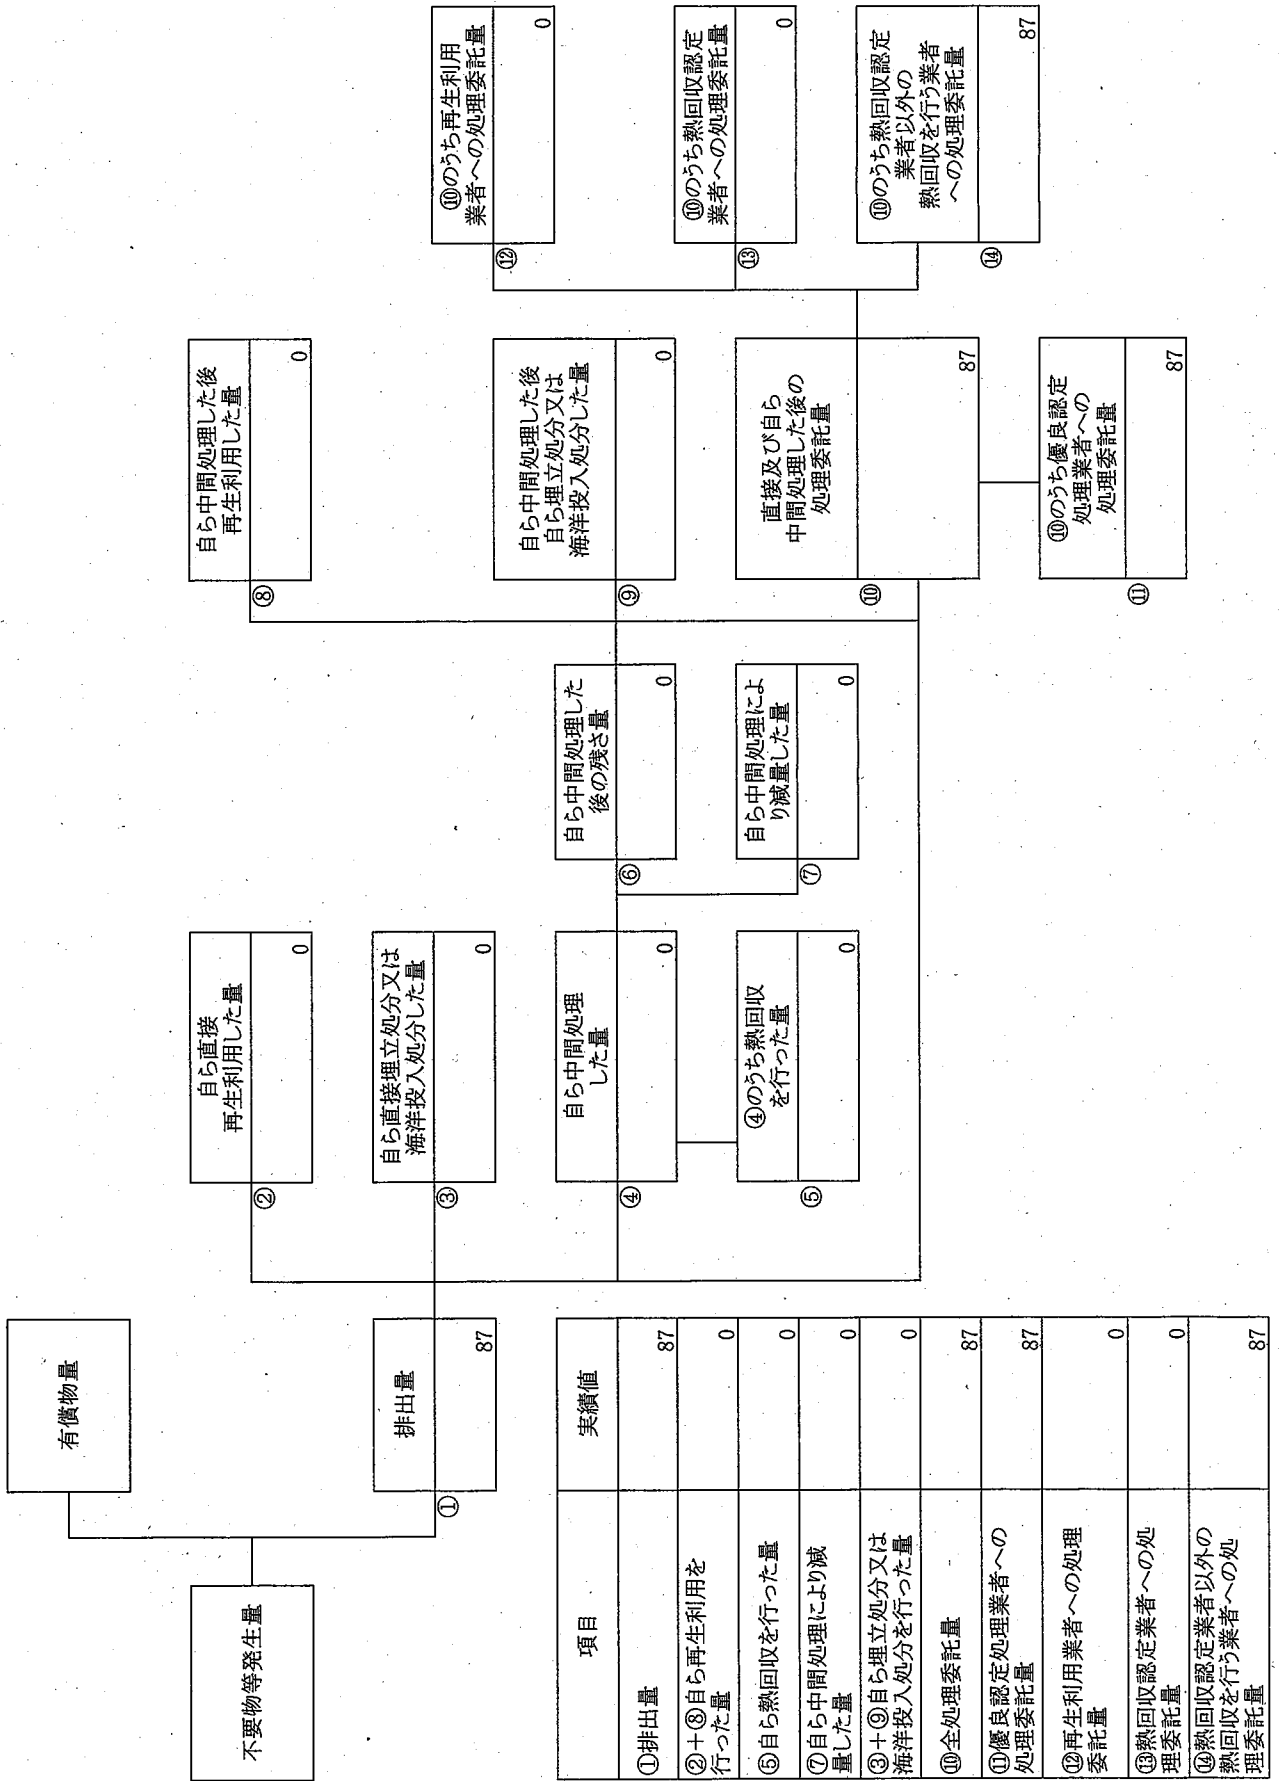 不要物等発生量
有償物量
①
排出量
87
②
自ら直接
再生利用した量
0
③
自ら直接埋立処分又は
海洋投入処分した量
0
④
自ら中間処理
した量
0
⑤
④のうち熱回収
を行った量
0
⑥
自ら中間処理した
後の残さ量
0
⑦
自ら中間処理によ
り減量した量
0
⑧
自ら中間処理した後
再生利用した量
0
⑨
自ら中間処理した後
自ら埋立処分又は
海洋投入処分した量
0
⑩
直接及び自ら
中間処理した後の
処理委託量
87
⑪
⑩のうち優良認定
処理業者への
処理委託量
87
⑫
⑩のうち再生利用
業者への処理委託量
0
⑬
⑩のうち熱回収認定
業者への処理委託量
0
⑭
⑩のうち熱回収認定
業者以外の
熱回収を行う業者
への処理委託量
87
項目 実績値
①排出量 87
②+⑧自ら再生利用を
行った量 0
⑤自ら熱回収を行った量 0
⑦自ら中間処理により減
量した量 0
③+⑨自ら埋立処分又は
海洋投入処分を行った量 0
⑩全処理委託量 87
⑪優良認定処理業者への
処理委託量 87
⑫再生利用業者への処理
委託量 0
⑬熱回収認定業者への処
理委託量 0
⑭熱回収認定業者以外の
熱回収を行う業者への処
理委託量 87